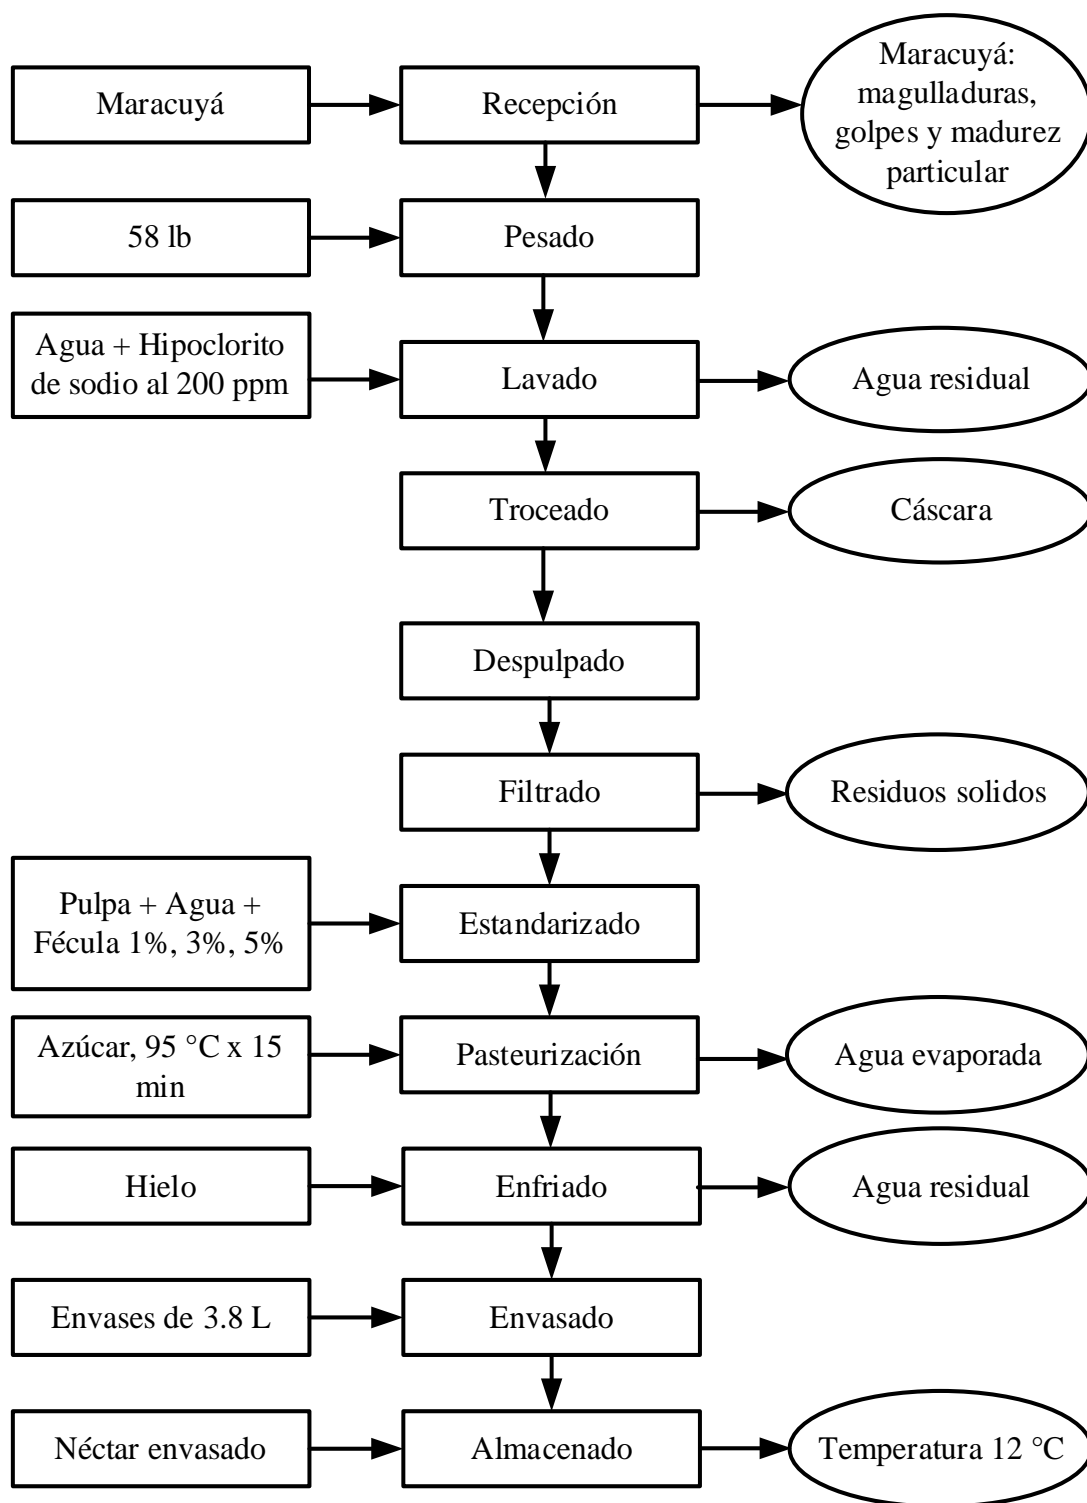 Maracuyá
Recepción
Maracuyá:
magulladuras,
golpes y madurez
particular
58 lb
Pesado
Agua + Hipoclorito
de sodio al 200 ppm
Lavado
Agua residual
Troceado
Cáscara
Despulpado
Filtrado
Residuos solidos
Pulpa + Agua +
Fécula 1%, 3%, 5%
Estandarizado
Azúcar, 95 °C x 15
min
Pasteurización
Agua evaporada
Hielo
Enfriado
Agua residual
Envases de 3.8 L
Envasado
Néctar envasado
Almacenado
Temperatura 12 °C